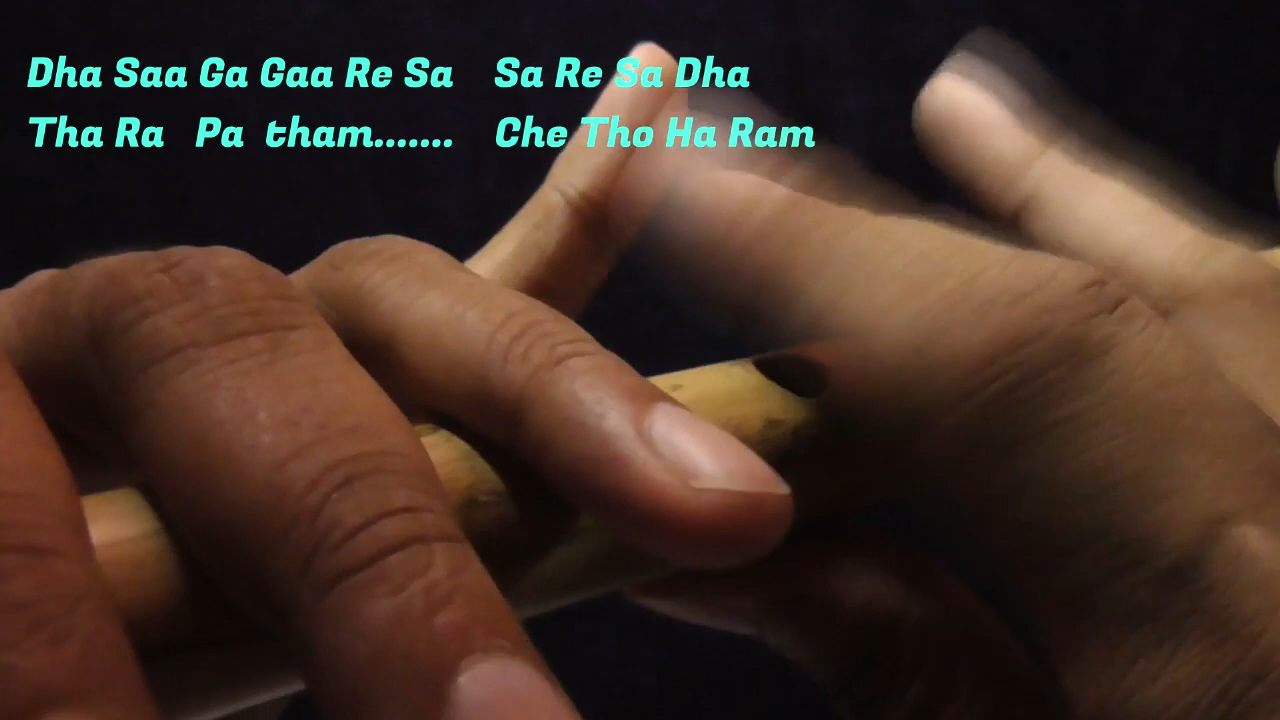 Dha Saa Ga Gaa Re Sa    Sa Re Sa Dha
Tha Ra   Pa  tham.......    Che Tho Ha Ram